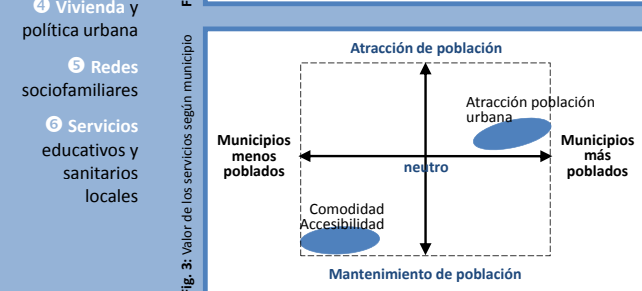 ❹ Vivienda y
política urbana
❺ Redes
sociofamiliares
❻ Servicios
educativos y
sanitarios
locales
Fig. 3: Valor de los servicios según municipio
Atracción de población
Atracción población
urbana
Municipios
menos
poblados
neutro
Municipios
más
poblados
Comodidad
Accesibilidad
Mantenimiento de población